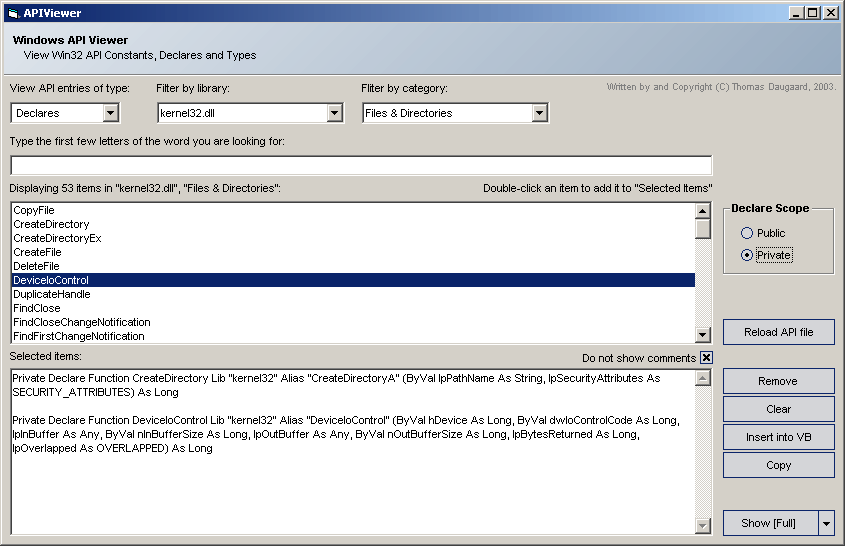 APIViewer
Windows API Viewer
View Win32 API Constants, Declares and Types
View API entries of type:
Filter by library:
Flter by category:
Written by and Copyright (C) Thomas Daugaard, 2003.
Declares
kernel32.dll
Files & Directories
Type the first few letters of the word you are looking for:
Displaying 53 items in "kernel32.dll", "Files & Directories":
Double-click an item to add it to "Selected Items"
CopyFile
CreateDirectory
CreateDirectoryEx
CreateFile
DeleteFile
DeviceIoControl
DuplicateHandle
FindClose
FindCloseChangeNotification
FindFirstChangeNotification
Declare Scope
Public
Private
Reload API file
Selected items:
Do not show comments
Private Declare Function CreateDirectory Lib "kernel32" Alias "CreateDirectoryA" (ByVal lpPathName As String, lpSecurityAttributes As
SECURITY_ATTRIBUTES) As Long
Private Declare Function DeviceIoControl Lib "kernel32" Alias "DeviceIoControl" (ByVal hDevice As Long, ByVal dwIoControlCode As Long,
lpInBuffer As Any, ByVal nInBufferSize As Long, lpOutBuffer As Any, ByVal nOutBufferSize As Long, lpBytesReturned As Long,
lpOverlapped As OVERLAPPED) As Long
Remove
Clear
Insert into VB
Copy
Show [Full]